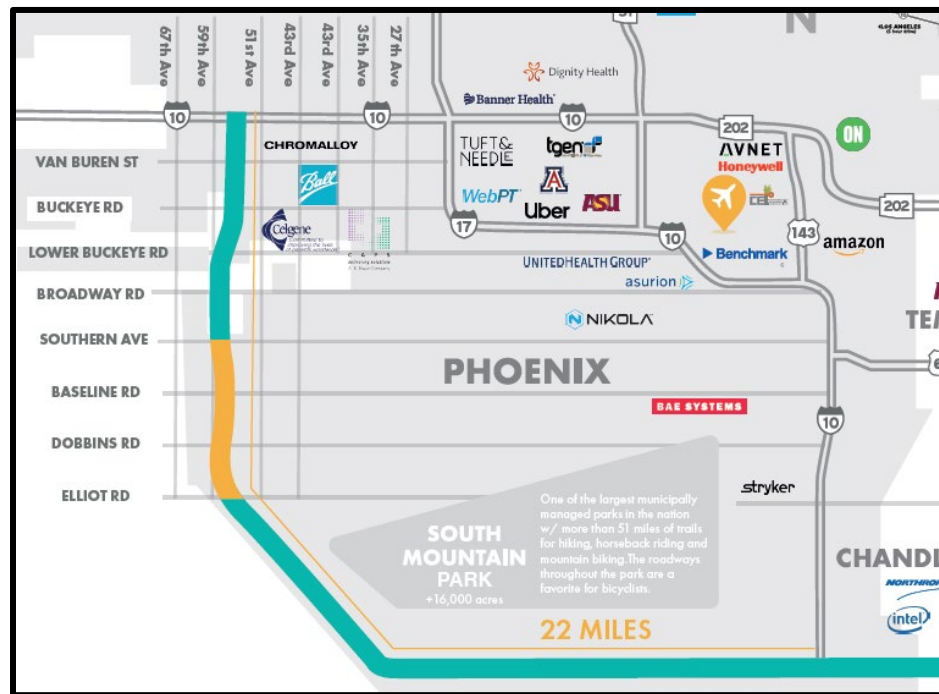 67th Ave
59th Ave
51st Ave
43rd Ave
43rd Ave
35th Ave
27th Ave
N
LOS ANGELES
Dignity Health
Banner Health
10
10
10
202
ON
CHROMALLOY
TUFT&
NEEDLE
tgen
AVNET
Honeywell
VAN BUREN ST
Ball
WebPT
A
Uber
ASU
BUCKEYE RD
202
Celgene
17
10
143
amazon
LOWER BUCKEYE RD
UNITEDHEALTH GROUP
Benchmark
asurion
BROADWAY RD
NIKOLA
TEM
SOUTHERN AVE
PHOENIX
BASELINE RD
BAE SYSTEMS
10
DOBBINS RD
ELLIOT RD
stryker
SOUTH
MOUNTAIN
PARK
+16,000 acres
One of the largest municipally
managed parks in the nation
w/ more than 51 miles of trails
for hiking, horseback riding and
mountain biking.The roadways
throughout the park are a
favorite for bicyclists.
CHANDL
NORTHRO
intel
22 MILES